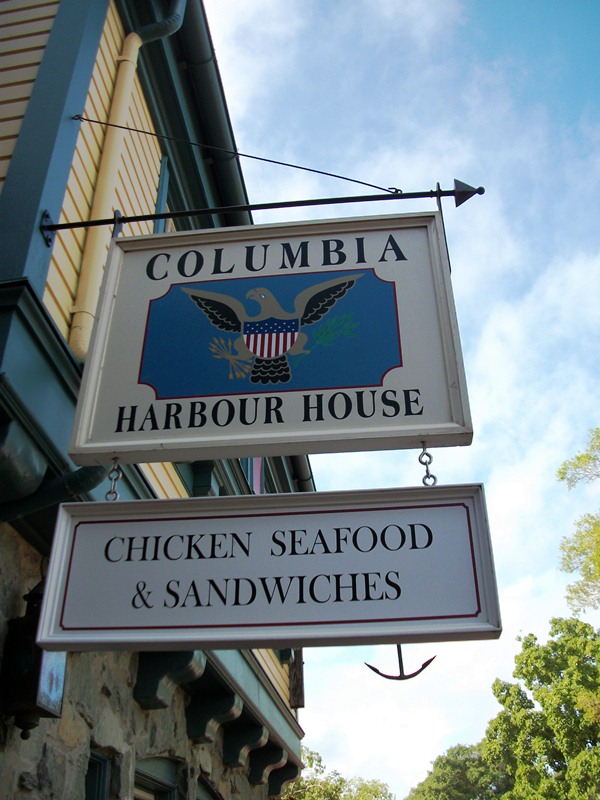 COLUMBIA
HARBOUR HOUSE
CHICKEN SEAFOOD
& SANDWICHES